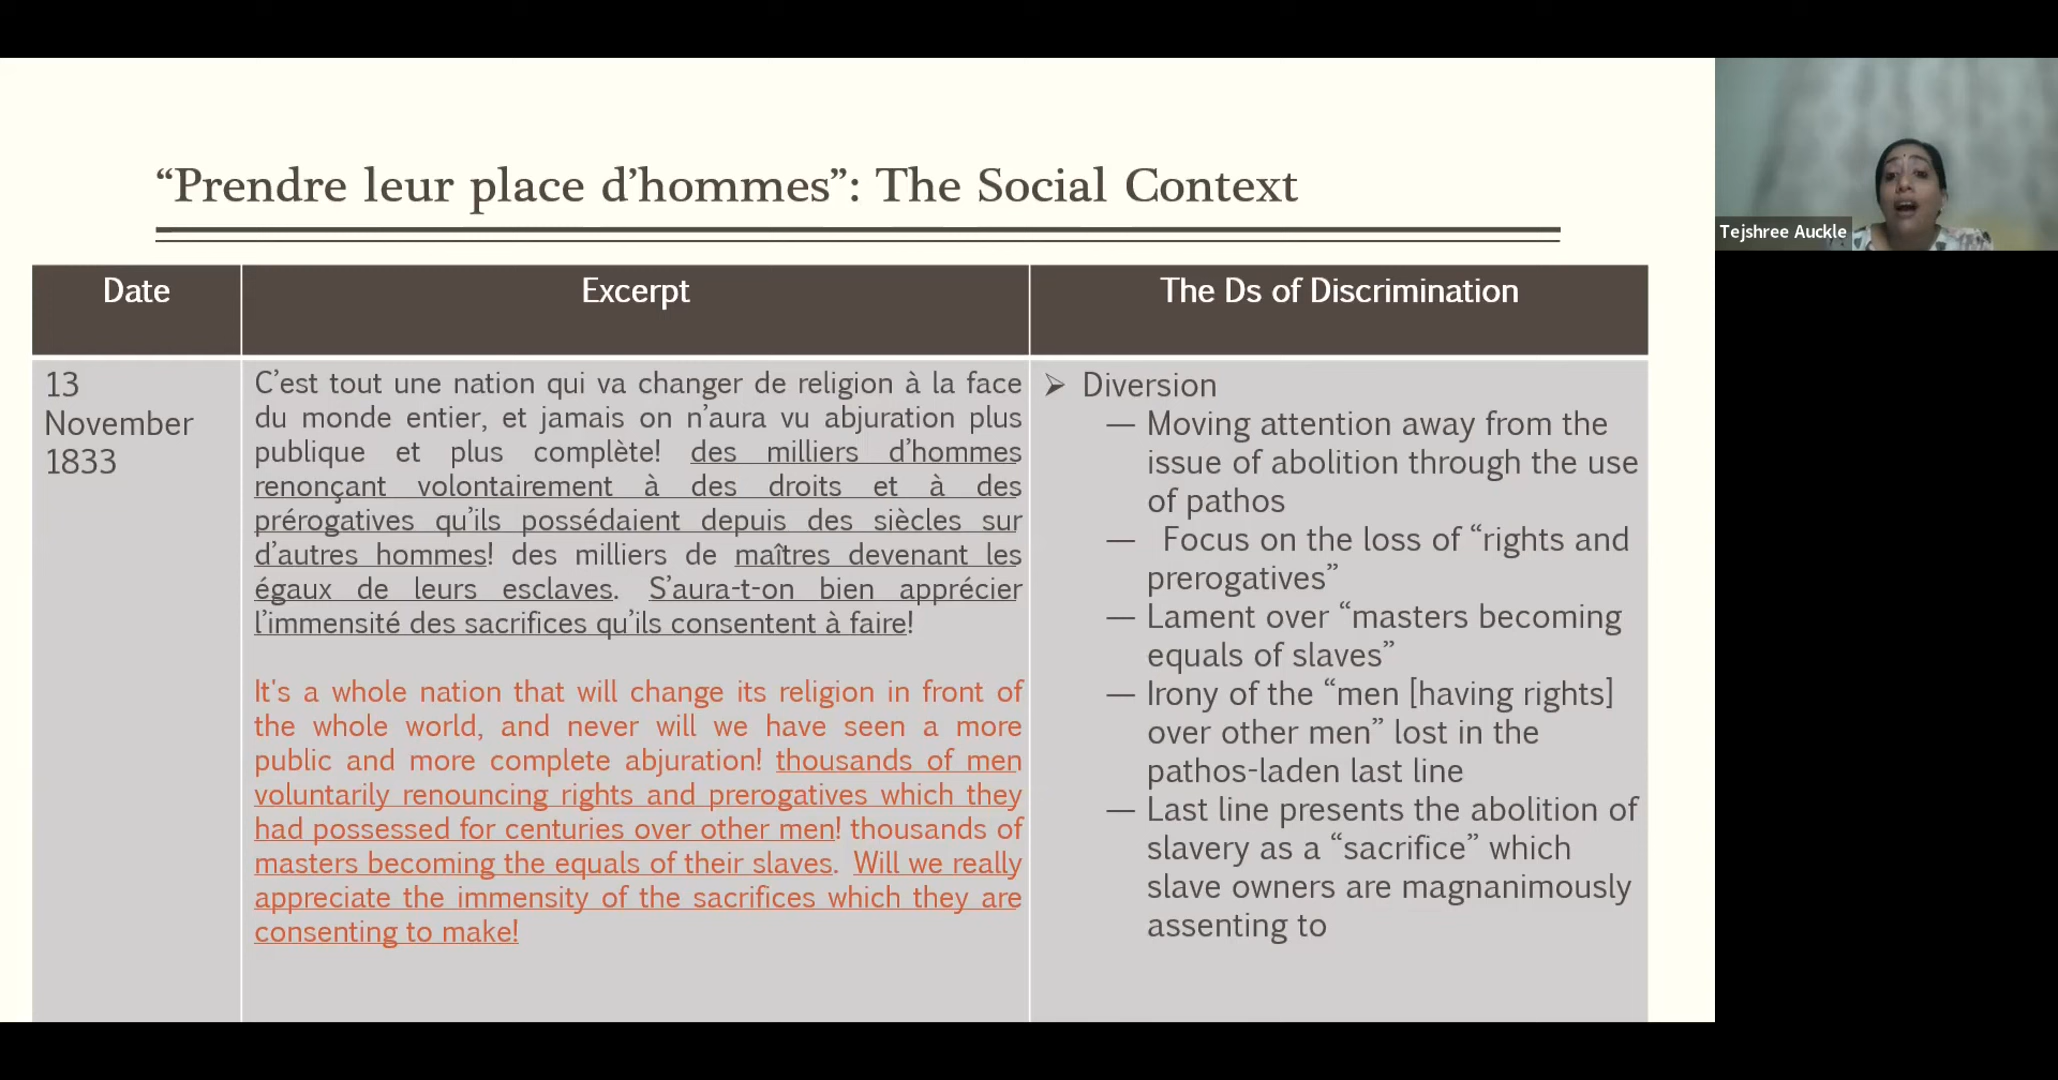 “Prendre leur place d’hommes”: The Social Context
Tejshree Auckle
Date
Excerpt
The Ds of Discrimination
13
November
1833
C’est tout une nation qui va changer de religion à la face
du monde entier, et jamais on n’aura vu abjuration plus
publique et plus complète! des milliers d’hommes
renonçant volontairement à des droits et à des
prérogatives qu’ils possédaient depuis des siècles sur
d’autres hommes! des milliers de maîtres devenant les
égaux de leurs esclaves. S’aura-t-on bien apprécier
l’immensité des sacrifices qu’ils consentent à faire!
It's a whole nation that will change its religion in front of
the whole world, and never will we have seen a more
public and more complete abjuration! thousands of men
voluntarily renouncing rights and prerogatives which they
had possessed for centuries over other men! thousands of
masters becoming the equals of their slaves. Will we really
appreciate the immensity of the sacrifices which they are
consenting to make!
➢ Diversion
— Moving attention away from the
issue of abolition through the use
of pathos
— Focus on the loss of “rights and
prerogatives”
— Lament over “masters becoming
equals of slaves”
— Irony of the “men [having rights]
over other men” lost in the
pathos-laden last line
— Last line presents the abolition of
slavery as a “sacrifice” which
slave owners are magnanimously
assenting to